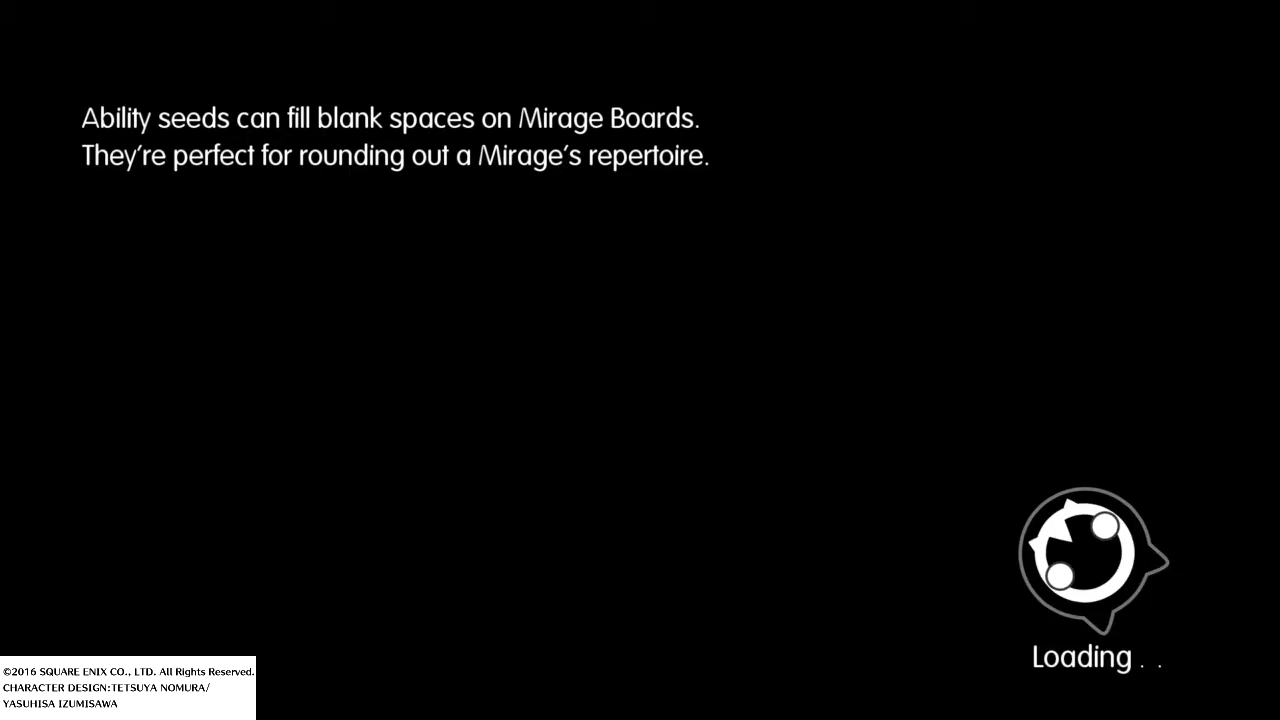 Ability seeds can fill blank spaces on Mirage Boards.
They're perfect for rounding out a Mirage's repertoire.
Loading . .
©2016 SQUARE ENIX CO., LTD. All Rights Reserved.
CHARACTER DESIGN:TETSUYA NOMURA/
YASUHISA IZUMISAWA